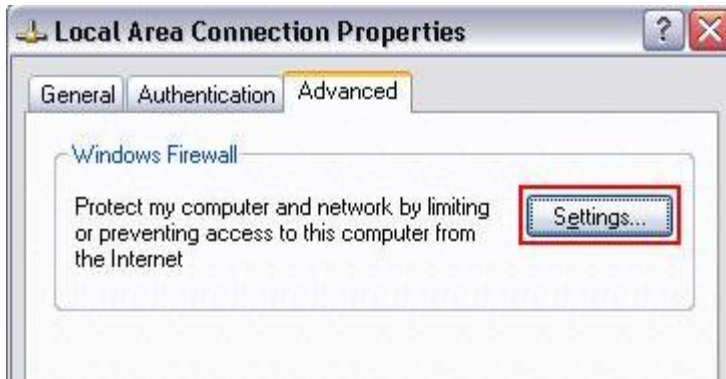 Local Area Connection Properties
General Authentication Advanced
Windows Firewall
Protect my computer and network by limiting
or preventing access to this computer from
the Internet
Settings...